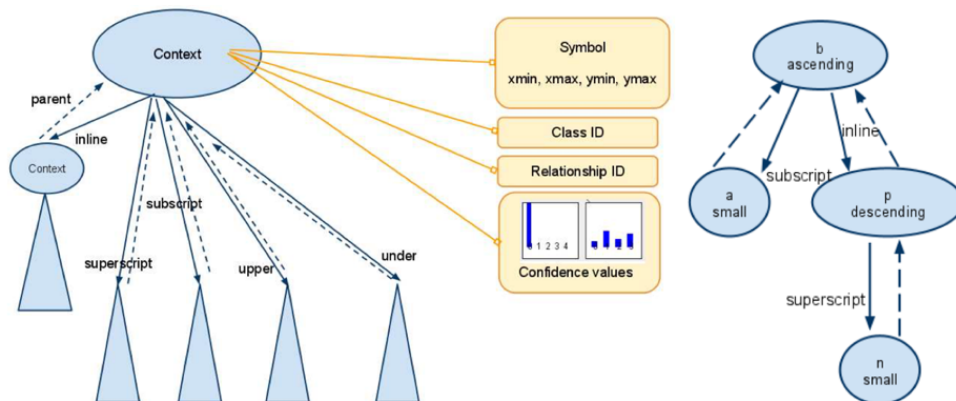 Context
parent
inline
Context
superscript
subscript
upper
under
Symbol
xmin, xmax, ymin, ymax
Class ID
Relationship ID
1 2 3 4
Confidence values
b
ascending
subscript
inline
a
small
p
descending
superscript
n
small